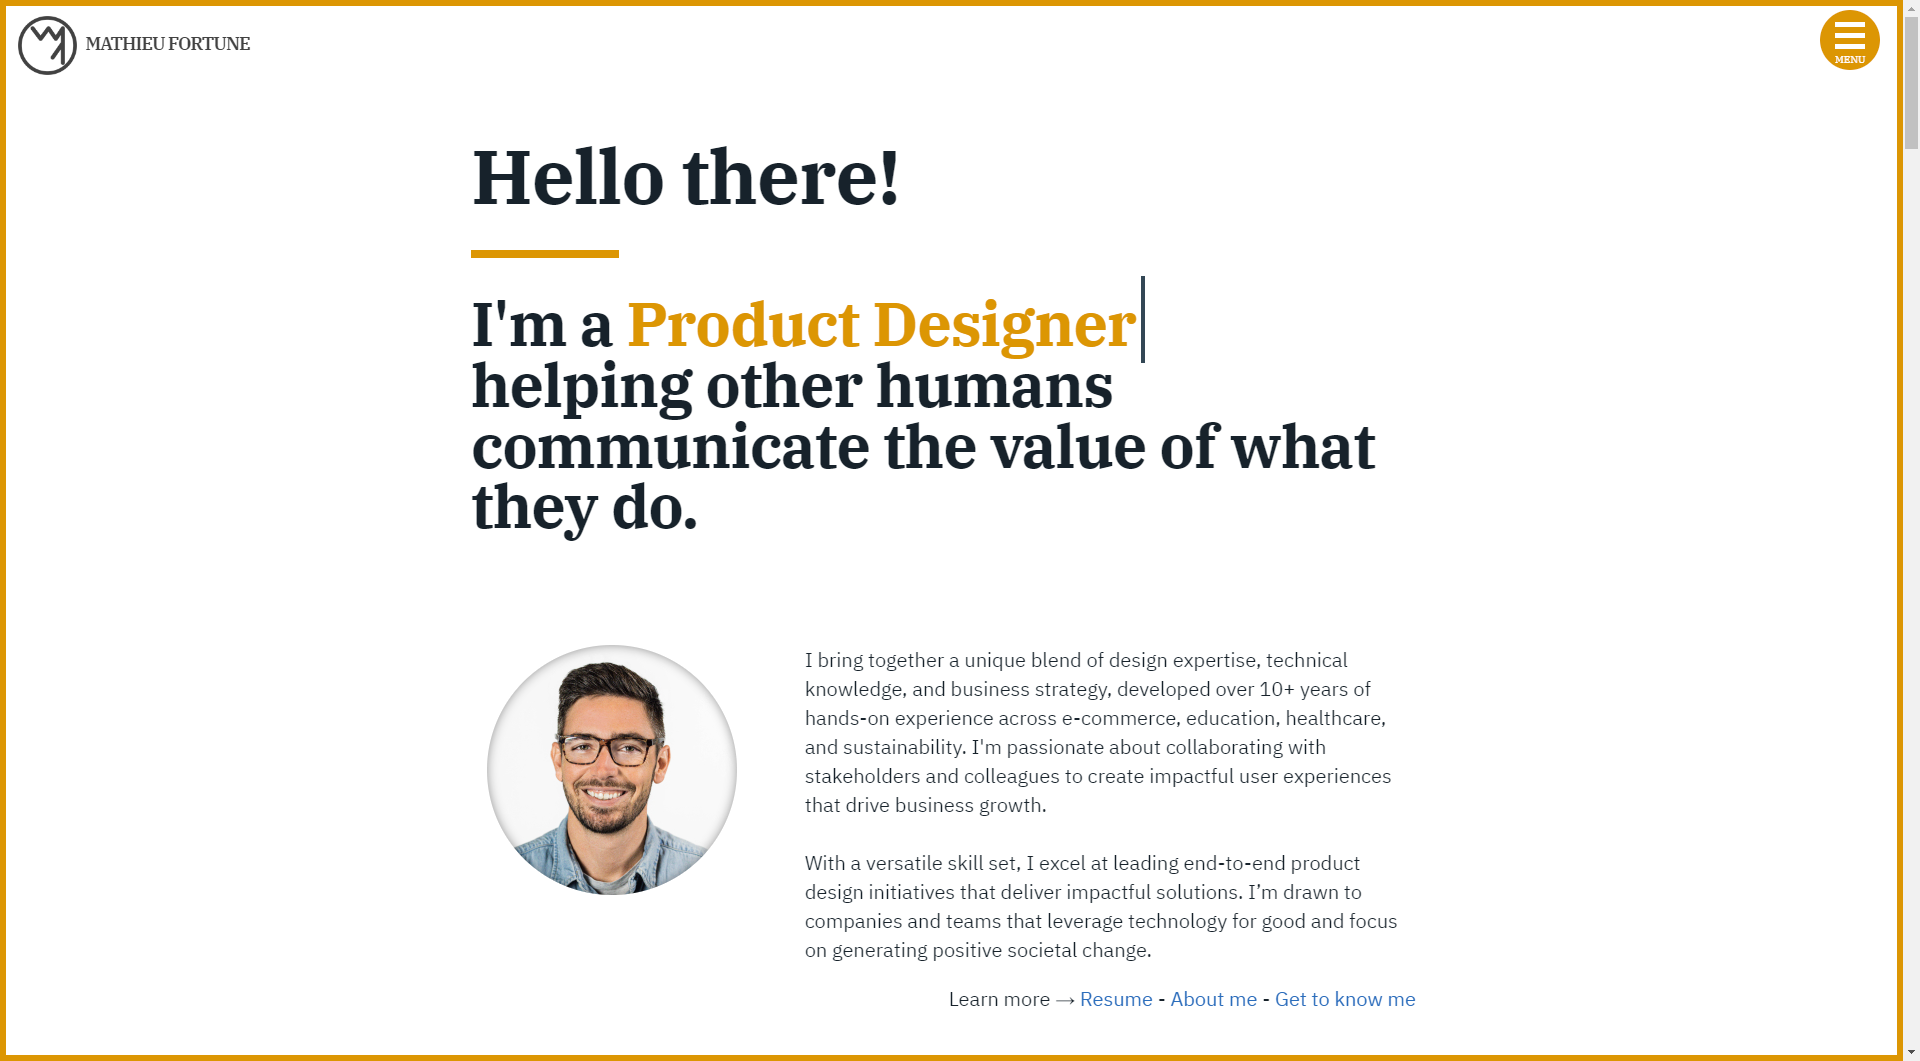 MATHIEU FORTUNE
MENU
Hello there!
I'm a Product Designer
helping other humans
communicate the value of what
they do.
I bring together a unique blend of design expertise, technical
knowledge, and business strategy, developed over 10+ years of
hands-on experience across e-commerce, education, healthcare,
and sustainability. I'm passionate about collaborating with
stakeholders and colleagues to create impactful user experiences
that drive business growth.
With a versatile skill set, I excel at leading end-to-end product
design initiatives that deliver impactful solutions. I’m drawn to
companies and teams that leverage technology for good and focus
on generating positive societal change.
Learn more → Resume - About me - Get to know me